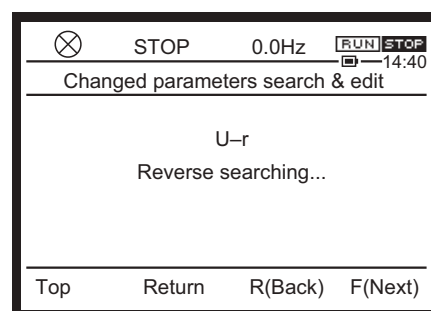 STOP 0.0Hz RUN STOP
14:40
Changed parameters search & edit
U–r
Reverse searching...
Top Return R(Back) F(Next)